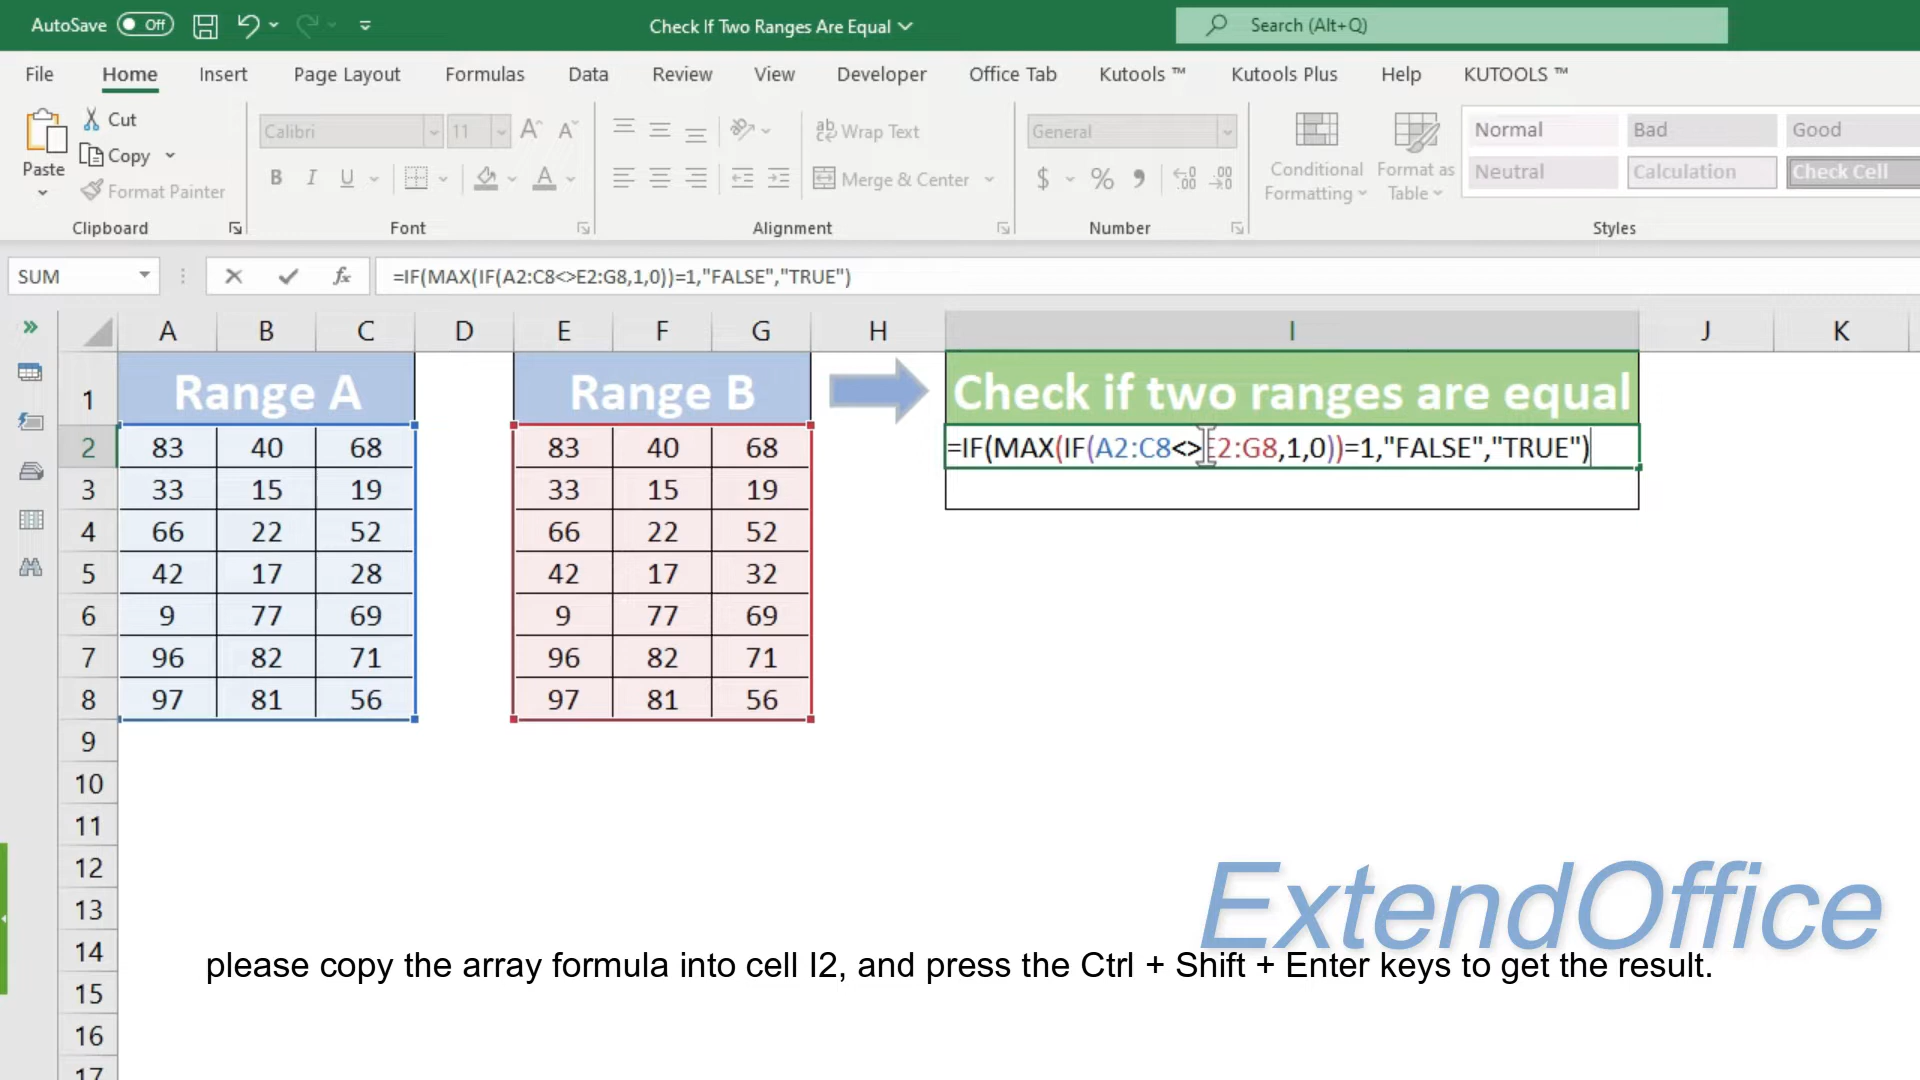 AutoSave Off Check If Two Ranges Are Equal Search (Alt+Q)
File Home Insert Page Layout Formulas Data Review View Developer Office Tab Kutools ™ Kutools Plus Help KUTOOLS ™
Paste
Cut
Copy
Format Painter
Clipboard
Calibri 11 A A
B I U A
Font
ab Wrap Text
Merge & Center
Alignment
General
$ % , .00 .00
Number
Conditional Formatting
Format as Table
Normal Bad Good
Neutral Calculation Check Cell
Styles
SUM fx =IF(MAX(IF(A2:C8<>E2:G8,1,0))=1,"FALSE","TRUE")
A B C D E F G H I J K
1 Range A Range B Check if two ranges are equal
2 83 40 68 83 40 68 =IF(MAX(IF(A2:C8<>E2:G8,1,0))=1,"FALSE","TRUE")
3 33 15 19 33 15 19
4 66 22 52 66 22 52
5 42 17 28 42 17 32
6 9 77 69 9 77 69
7 96 82 71 96 82 71
8 97 81 56 97 81 56
9
10
11
12
13
ExtendOffice
14
please copy the array formula into cell I2, and press the Ctrl + Shift + Enter keys to get the result.
15
16
17